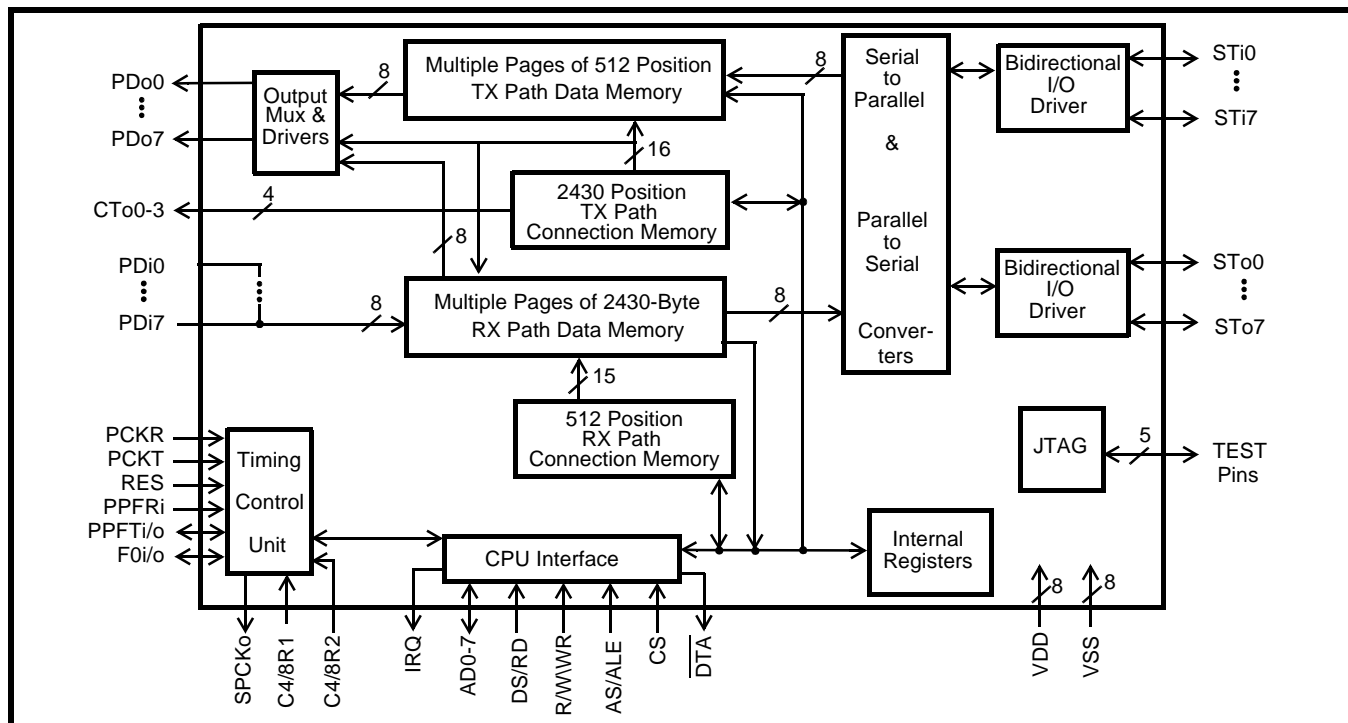 PDo0
PDo7
CTo0-3
PDi0
PDi7
PCKR
PCKT
RES
PPFRi
PPFTi/o
F0i/o
Output
Mux &
Drivers
8
Multiple Pages of 512 Position
TX Path Data Memory
8
16
4
2430 Position
TX Path
Connection Memory
8
8
Multiple Pages of 2430-Byte
RX Path Data Memory
8
15
512 Position
RX Path
Connection Memory
Serial
to
Parallel
&
Parallel
to
Serial
Conver-
ters
Bidirectional
I/O
Driver
STi0
STi7
Bidirectional
I/O
Driver
STo0
STo7
JTAG
5
TEST
Pins
Timing
Control
Unit
CPU Interface
Internal
Registers
8
8
SPCKo
C4/8R1
C4/8R2
IRQ
AD0-7
DS/RD
R/W\WR
AS/ALE
CS
DTA
VDD
VSS